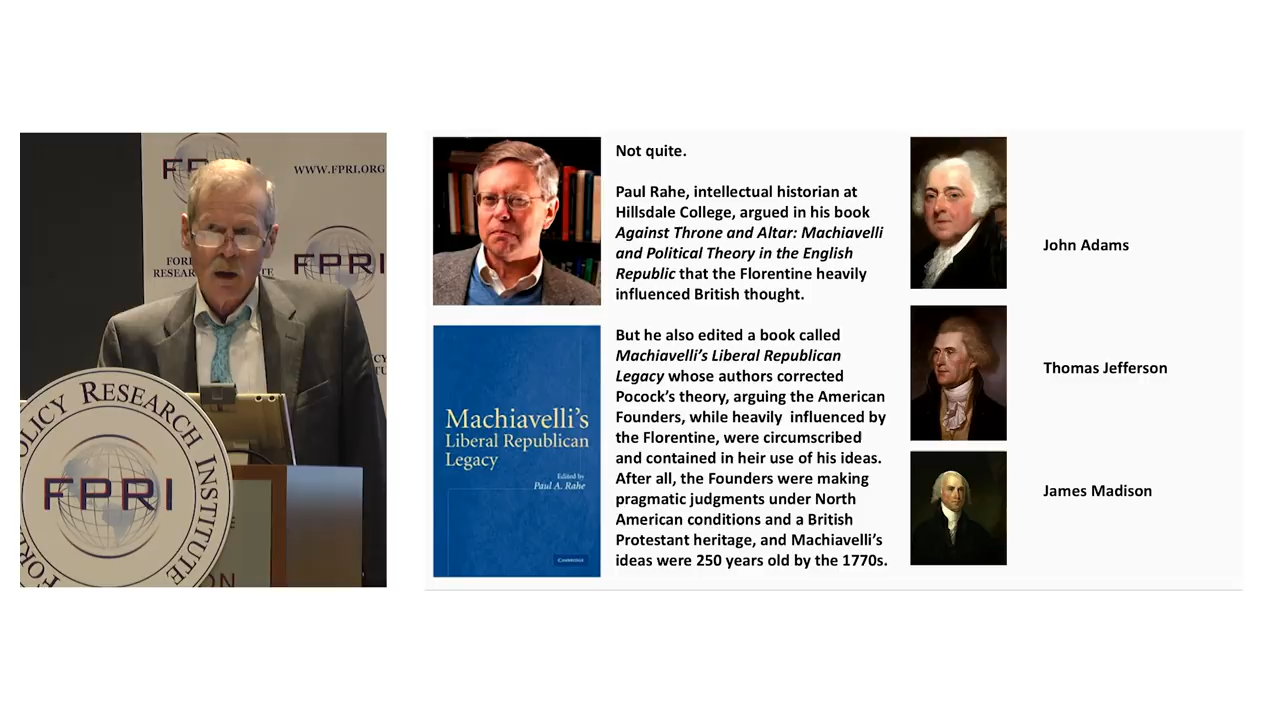 FPRI
WWW.FPRI.ORG
FPRI
POLICY RESEARCH INSTITUTE
FPRI
Not quite.
Paul Rahe, intellectual historian at
Hillsdale College, argued in his book
Against Throne and Altar: Machiavelli
and Political Theory in the English
Republic that the Florentine heavily
influenced British thought.
But he also edited a book called
Machiavelli’s Liberal Republican
Legacy whose authors corrected
Pocock’s theory, arguing the American
Founders, while heavily influenced by
the Florentine, were circumscribed
and contained in heir use of his ideas.
After all, the Founders were making
pragmatic judgments under North
American conditions and a British
Protestant heritage, and Machiavelli’s
ideas were 250 years old by the 1770s.
Machiavelli’s
Liberal Republican
Legacy
Edited by
Paul A. Rahe
CAMBRIDGE
John Adams
Thomas Jefferson
James Madison